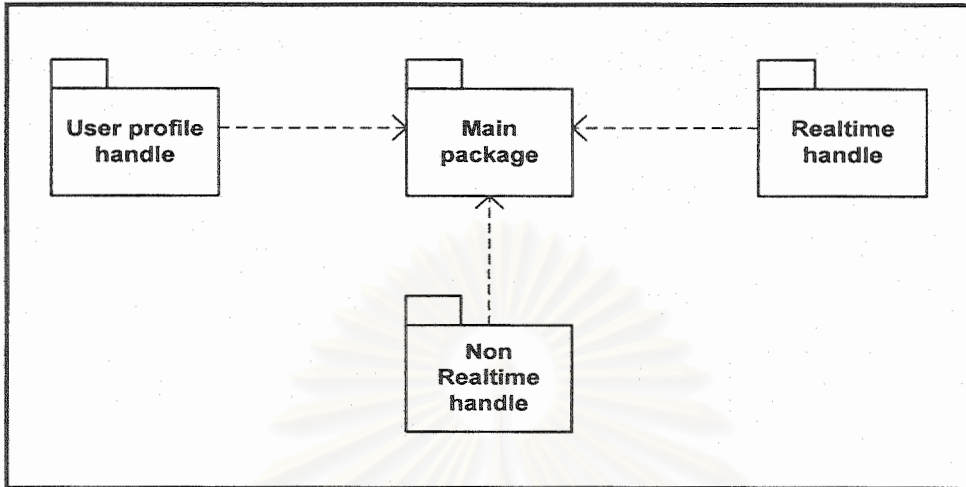 User profile
handle
Main
package
Realtime
handle
Non
Realtime
handle